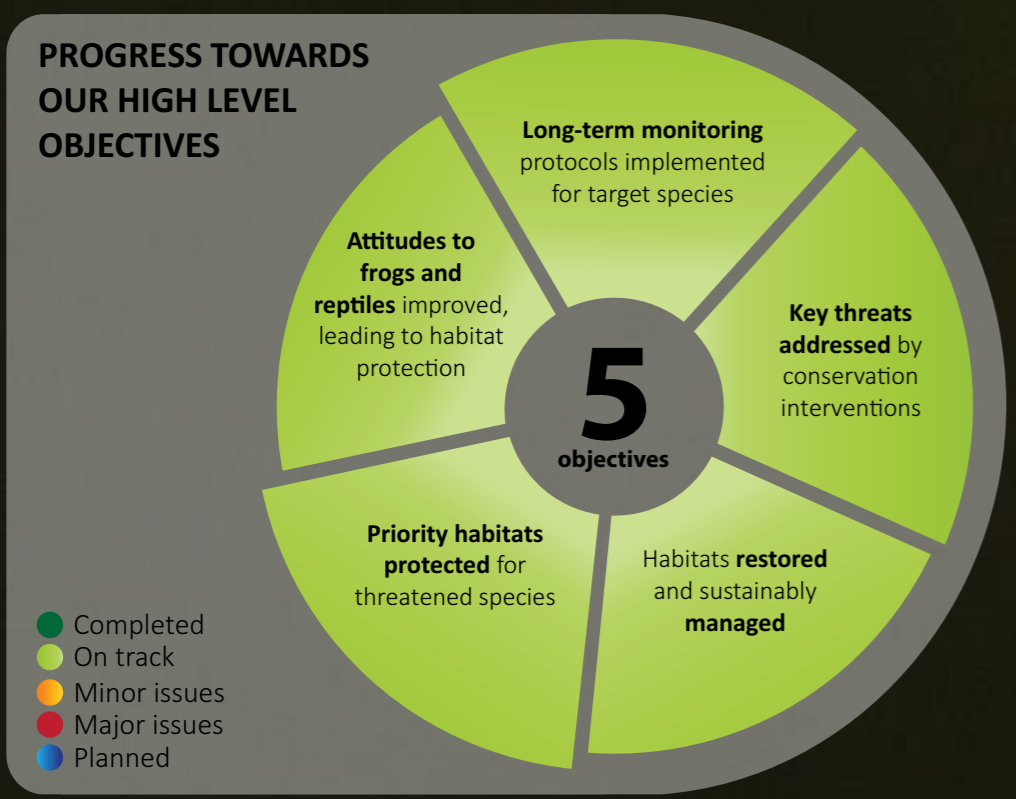 PROGRESS TOWARDS
OUR HIGH LEVEL
OBJECTIVES
Long-term monitoring
protocols implemented
for target species
Key threats
addressed by
conservation
interventions
Habitats restored
and sustainably
managed
Priority habitats
protected for
threatened species
Attitudes to
frogs and
reptiles improved,
leading to habitat
protection
5
objectives
Completed
On track
Minor issues
Major issues
Planned